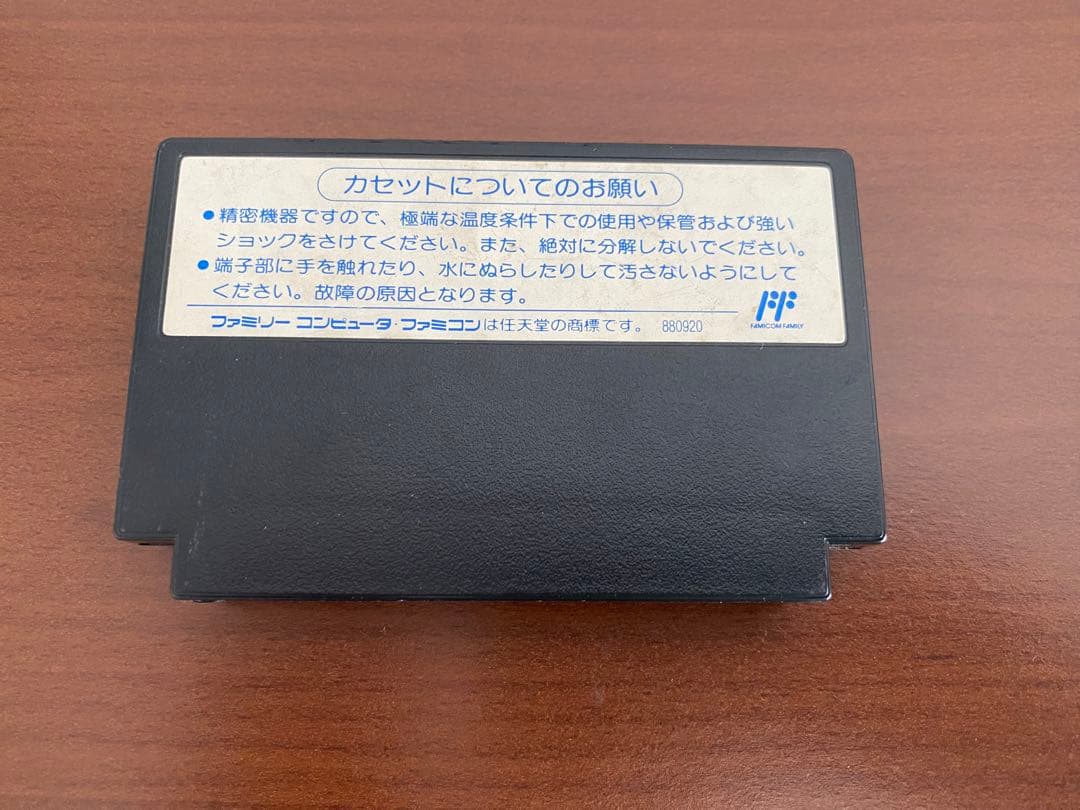 カセットについてのお願い
●精密機器ですので、極端な温度条件下での使用や保管および強い
ショックをさけてください。また、絶対に分解しないでください。
●端子部に手を触れたり、水にぬらしたりして汚さないようにして
ください。故障の原因となります。
FF
FAMICOM FAMILY
ファミリー コンピュータ・ファミコンは任天堂の商標です。 880920